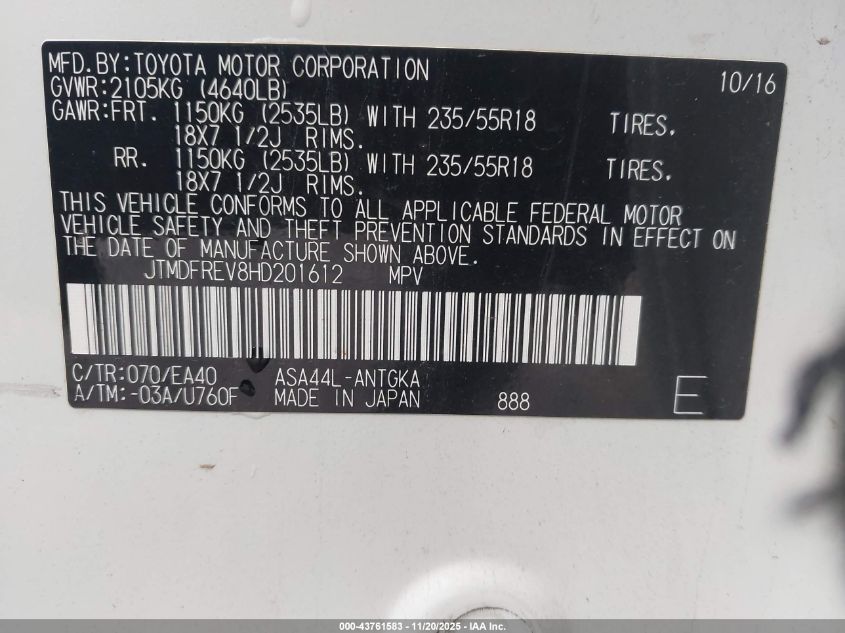 MFD.BY:TOYOTA MOTOR CORPORATION 10/16
GVWR:2105KG (4640LB)
GAWR:FRT. 1150KG (2535LB) WITH 235/55R18 TIRES.
18X7 1/2J RIMS.
RR. 1150KG (2535LB) WITH 235/55R18 TIRES.
18X7 1/2J RIMS.
THIS VEHICLE CONFORMS TO ALL APPLICABLE FEDERAL MOTOR
VEHICLE SAFETY AND THEFT PREVENTION STANDARDS IN EFFECT ON
THE DATE OF MANUFACTURE SHOWN ABOVE.
JTMDFREV8HD201612 MPV
C/TR:070/EA40 ASA44L-ANTGKA
A/TM:-03A/U760F MADE IN JAPAN 888 E
000-43761583 - 11/20/2025 - IAA Inc.